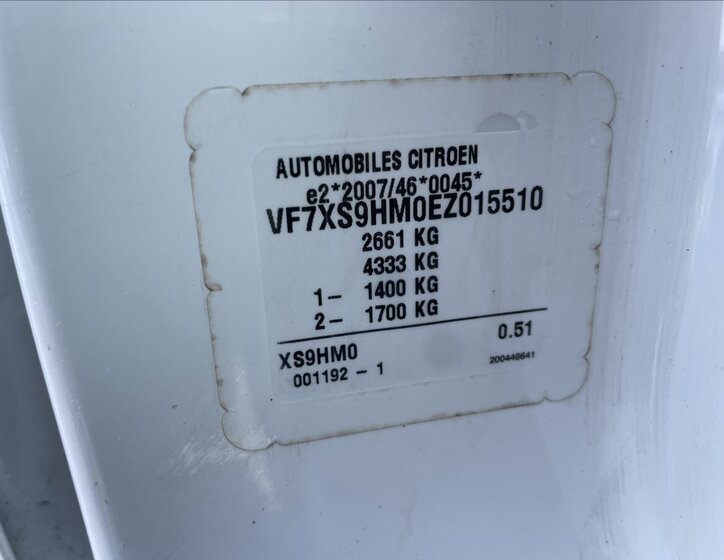 AUTOMOBILES CITROEN
e2*2007/46*0045*
VF7XS9HM0EZ015510
2661 KG
4333 KG
1- 1400 KG
2- 1700 KG
XS9HM0 0.51
001192 - 1 200446641